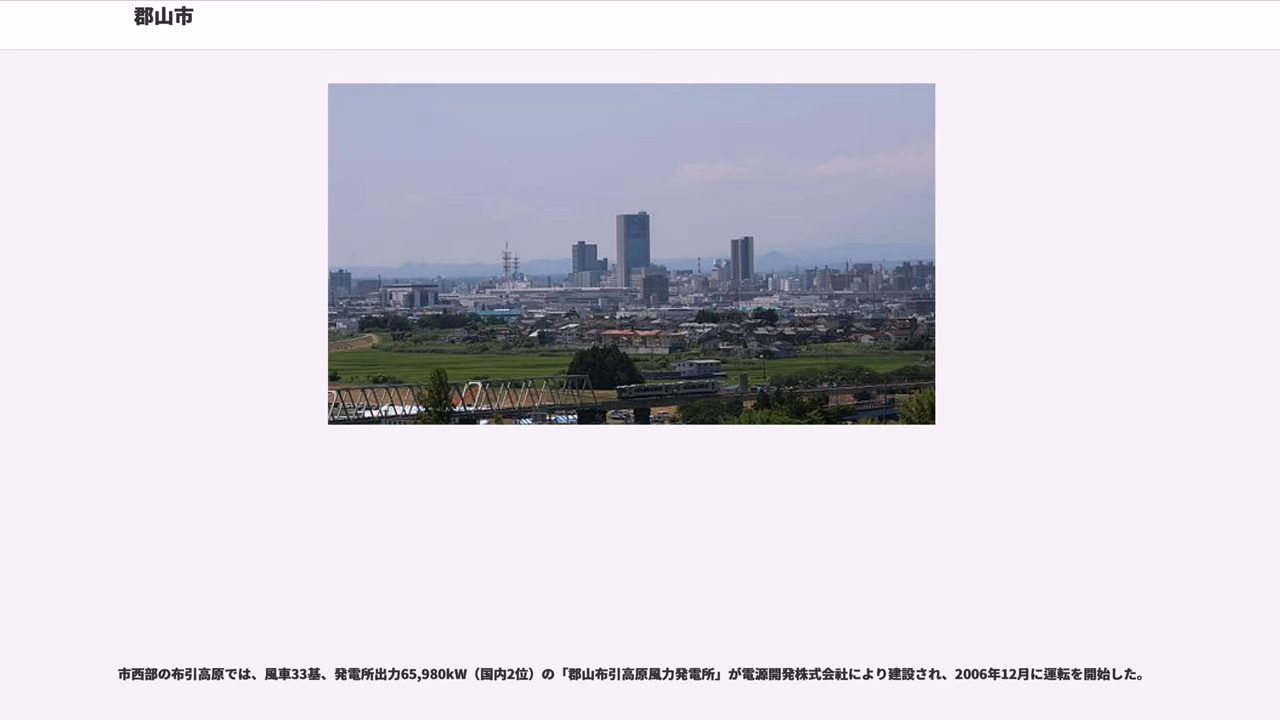 郡山市
市西部の布引高原では、風車33基、発電所出力65,980kW（国内2位）の「郡山布引高原風力発電所」が電源開発株式会社により建設され、2006年12月に運転を開始した。